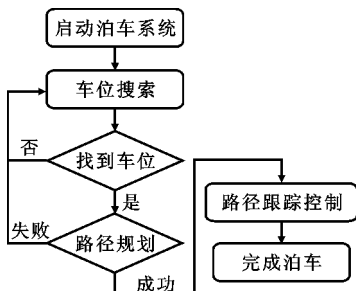 启动泊车系统
车位搜索
否
找到车位
是
失败
路径规划
成功
路径跟踪控制
完成泊车